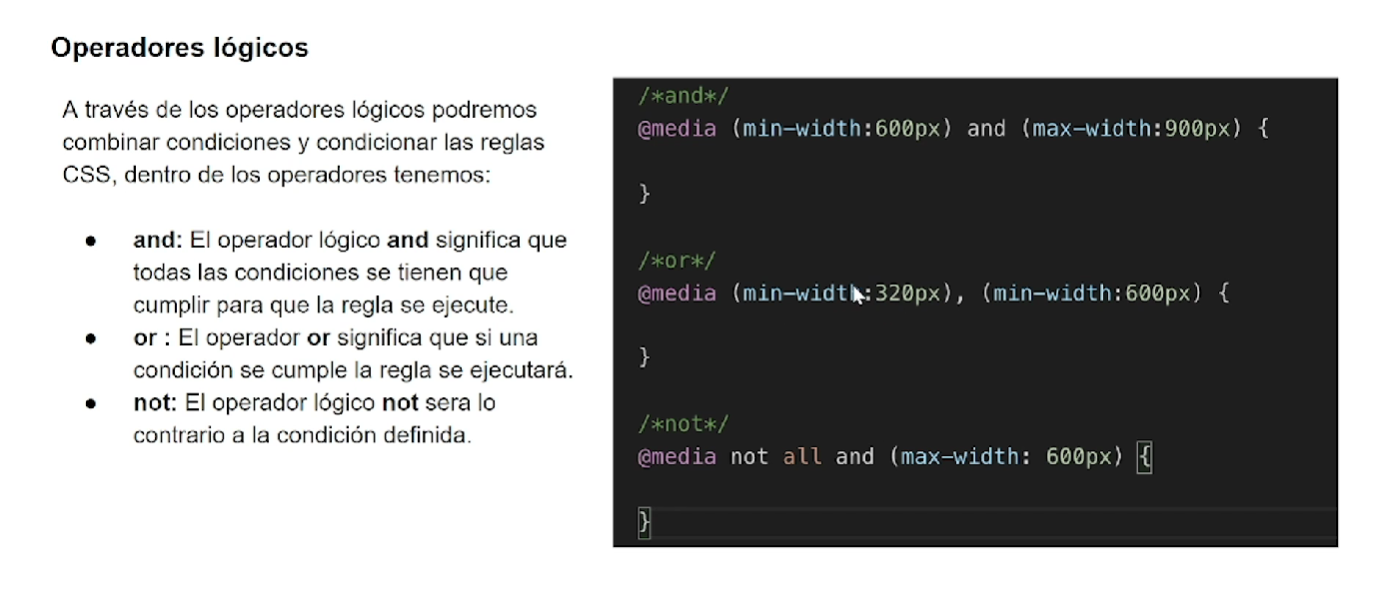 Operadores lógicos
A través de los operadores lógicos podremos
combinar condiciones y condicionar las reglas
CSS, dentro de los operadores tenemos:
● and: El operador lógico and significa que
todas las condiciones se tienen que
cumplir para que la regla se ejecute.
● or : El operador or significa que si una
condición se cumple la regla se ejecutará.
● not: El operador lógico not sera lo
contrario a la condición definida.
/*and*/
@media (min-width:600px) and (max-width:900px) {
}
/*or*/
@media (min-width:320px), (min-width:600px) {
}
/*not*/
@media not all and (max-width: 600px) {
}